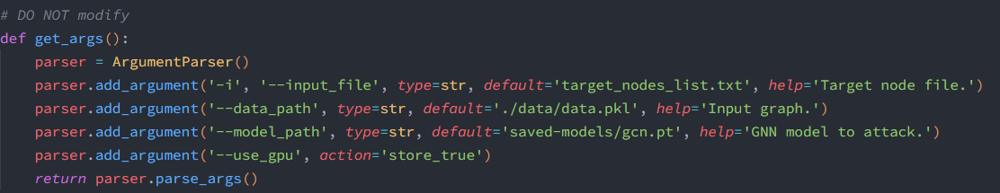 # DO NOT modify
def get_args():
    parser = ArgumentParser()
    parser.add_argument('-i', '--input_file', type=str, default='target_nodes_list.txt', help='Target node file.')
    parser.add_argument('--data_path', type=str, default='./data/data.pkl', help='Input graph.')
    parser.add_argument('--model_path', type=str, default='saved-models/gcn.pt', help='GNN model to attack.')
    parser.add_argument('--use_gpu', action='store_true')
    return parser.parse_args()